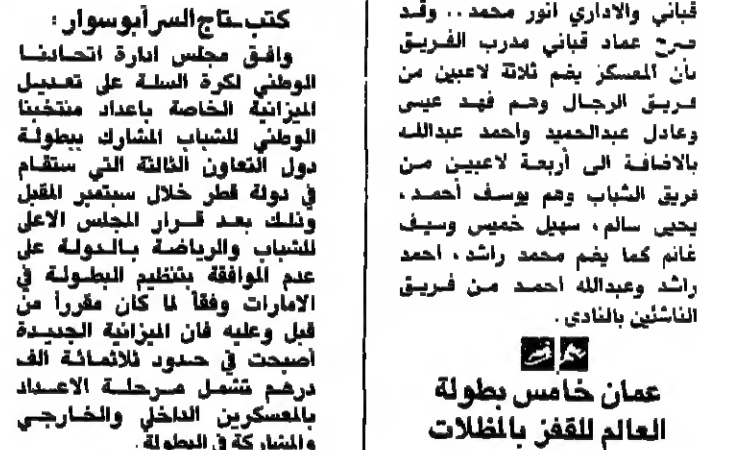 قباني والاداري أنور محمد .. وقد
صرح عماد قباني مدرب الفريق
بأن المعسكر يضم ثلاثة لاعبين من
فريق الرجال وهم فهد عيسى
وعادل عبدالحميد واحمد عبدالله
بالاضافة الى أربعة لاعبين من
فريق الشباب وهم يوسف أحمد،
يحيى سالم، سهيل خميس وسيف
غانم كما يضم محمد راشد، احمد
راشد وعبدالله احمد من فريق
الناشئين بالنادي.
عمان خامس بطولة
العالم للقفز بالمظلات
كتب ـ تاج السر أبوسوار :
وافق مجلس ادارة اتحادنا
الوطني لكرة السلة على تعديل
الميزانية الخاصة باعداد منتخبنا
الوطني للشباب المشارك ببطولة
دول التعاون الثالثة التي ستقام
في دولة قطر خلال سبتمبر المقبل
وذلك بعد قرار المجلس الاعلى
للشباب والرياضة بالدولة على
عدم الموافقة بتنظيم البطولة في
الامارات وفقاً لما كان مقرراً من
قبل وعليه فان الميزانية الجديدة
أصبحت في حدود ثلاثمائة الف
درهم تشمل مرحلة الاعداد
بالمعسكرين الداخلي والخارجي
والمشاركة في البطولة.